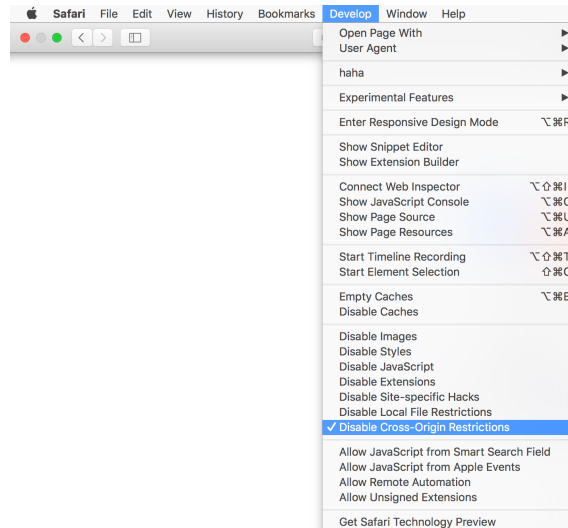 Safari File Edit View History Bookmarks Develop Window Help
Open Page With
User Agent
haha
Experimental Features
Enter Responsive Design Mode ⌥⌘R
Show Snippet Editor
Show Extension Builder
Connect Web Inspector ⌥⇧⌘I
Show JavaScript Console ⌥⌘C
Show Page Source ⌥⌘U
Show Page Resources ⌥⌘A
Start Timeline Recording ⌥⇧⌘T
Start Element Selection ⇧⌘C
Empty Caches ⌥⌘E
Disable Caches
Disable Images
Disable Styles
Disable JavaScript
Disable Extensions
Disable Site-specific Hacks
Disable Local File Restrictions
✓ Disable Cross-Origin Restrictions
Allow JavaScript from Smart Search Field
Allow JavaScript from Apple Events
Allow Remote Automation
Allow Unsigned Extensions
Get Safari Technology Preview